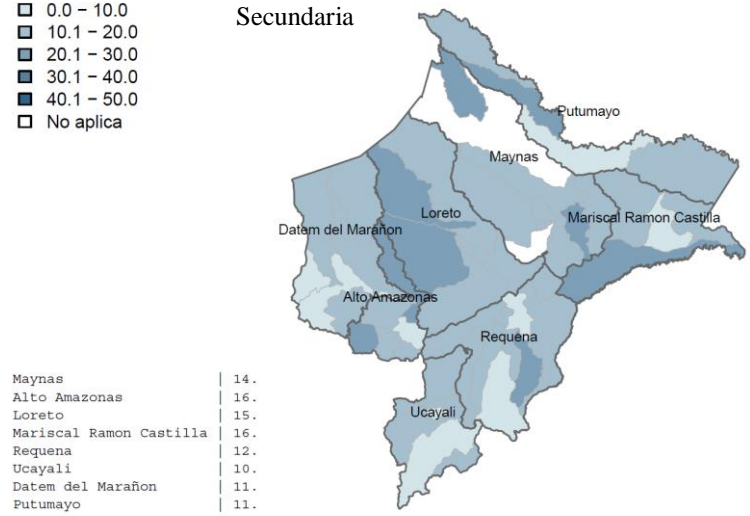 Secundaria
0.0 – 10.0
10.1 – 20.0
20.1 – 30.0
30.1 – 40.0
40.1 – 50.0
No aplica
Putumayo
Maynas
Loreto
Mariscal Ramon Castilla
Datem del Marañon
Alto Amazonas
Requena
Ucayali
Maynas | 14.
Alto Amazonas | 16.
Loreto | 15.
Mariscal Ramon Castilla | 16.
Requena | 12.
Ucayali | 10.
Datem del Marañon | 11.
Putumayo | 11.